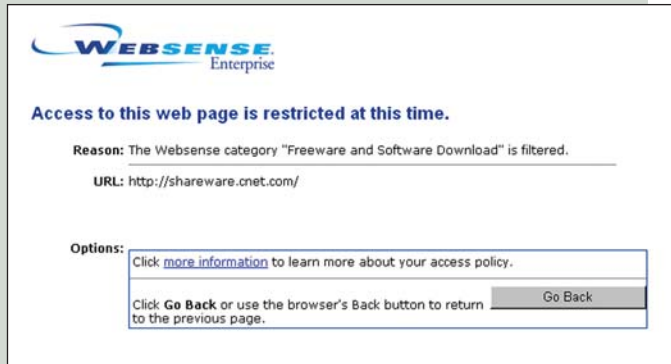 WEBSENSE.
Enterprise
Access to this web page is restricted at this time.
Reason: The Websense category "Freeware and Software Download" is filtered.
URL: http://shareware.cnet.com/
Options:
Click more information to learn more about your access policy.
Click Go Back or use the browser's Back button to return
to the previous page.
Go Back